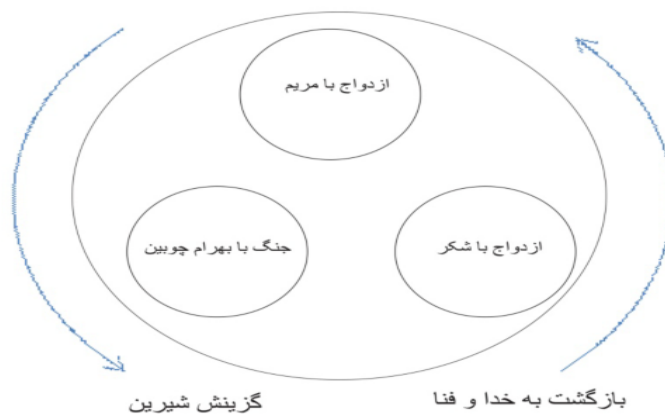 ازدواج با مریم
ازدواج با شکر
جنگ با بهرام چوبین
بازگشت به خدا و فنا
گزینش شیرین